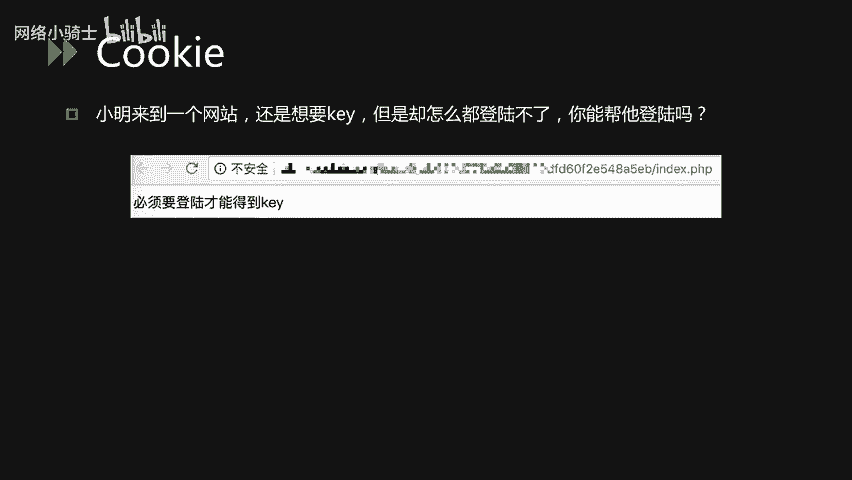 网络小骑士 bilibili
Cookie
小明来到一个网站，还是想要key，但是却怎么都登陆不了，你能帮他登陆吗？
不安全 dfd60f2e548a5eb/index.php
必须要登陆才能得到key